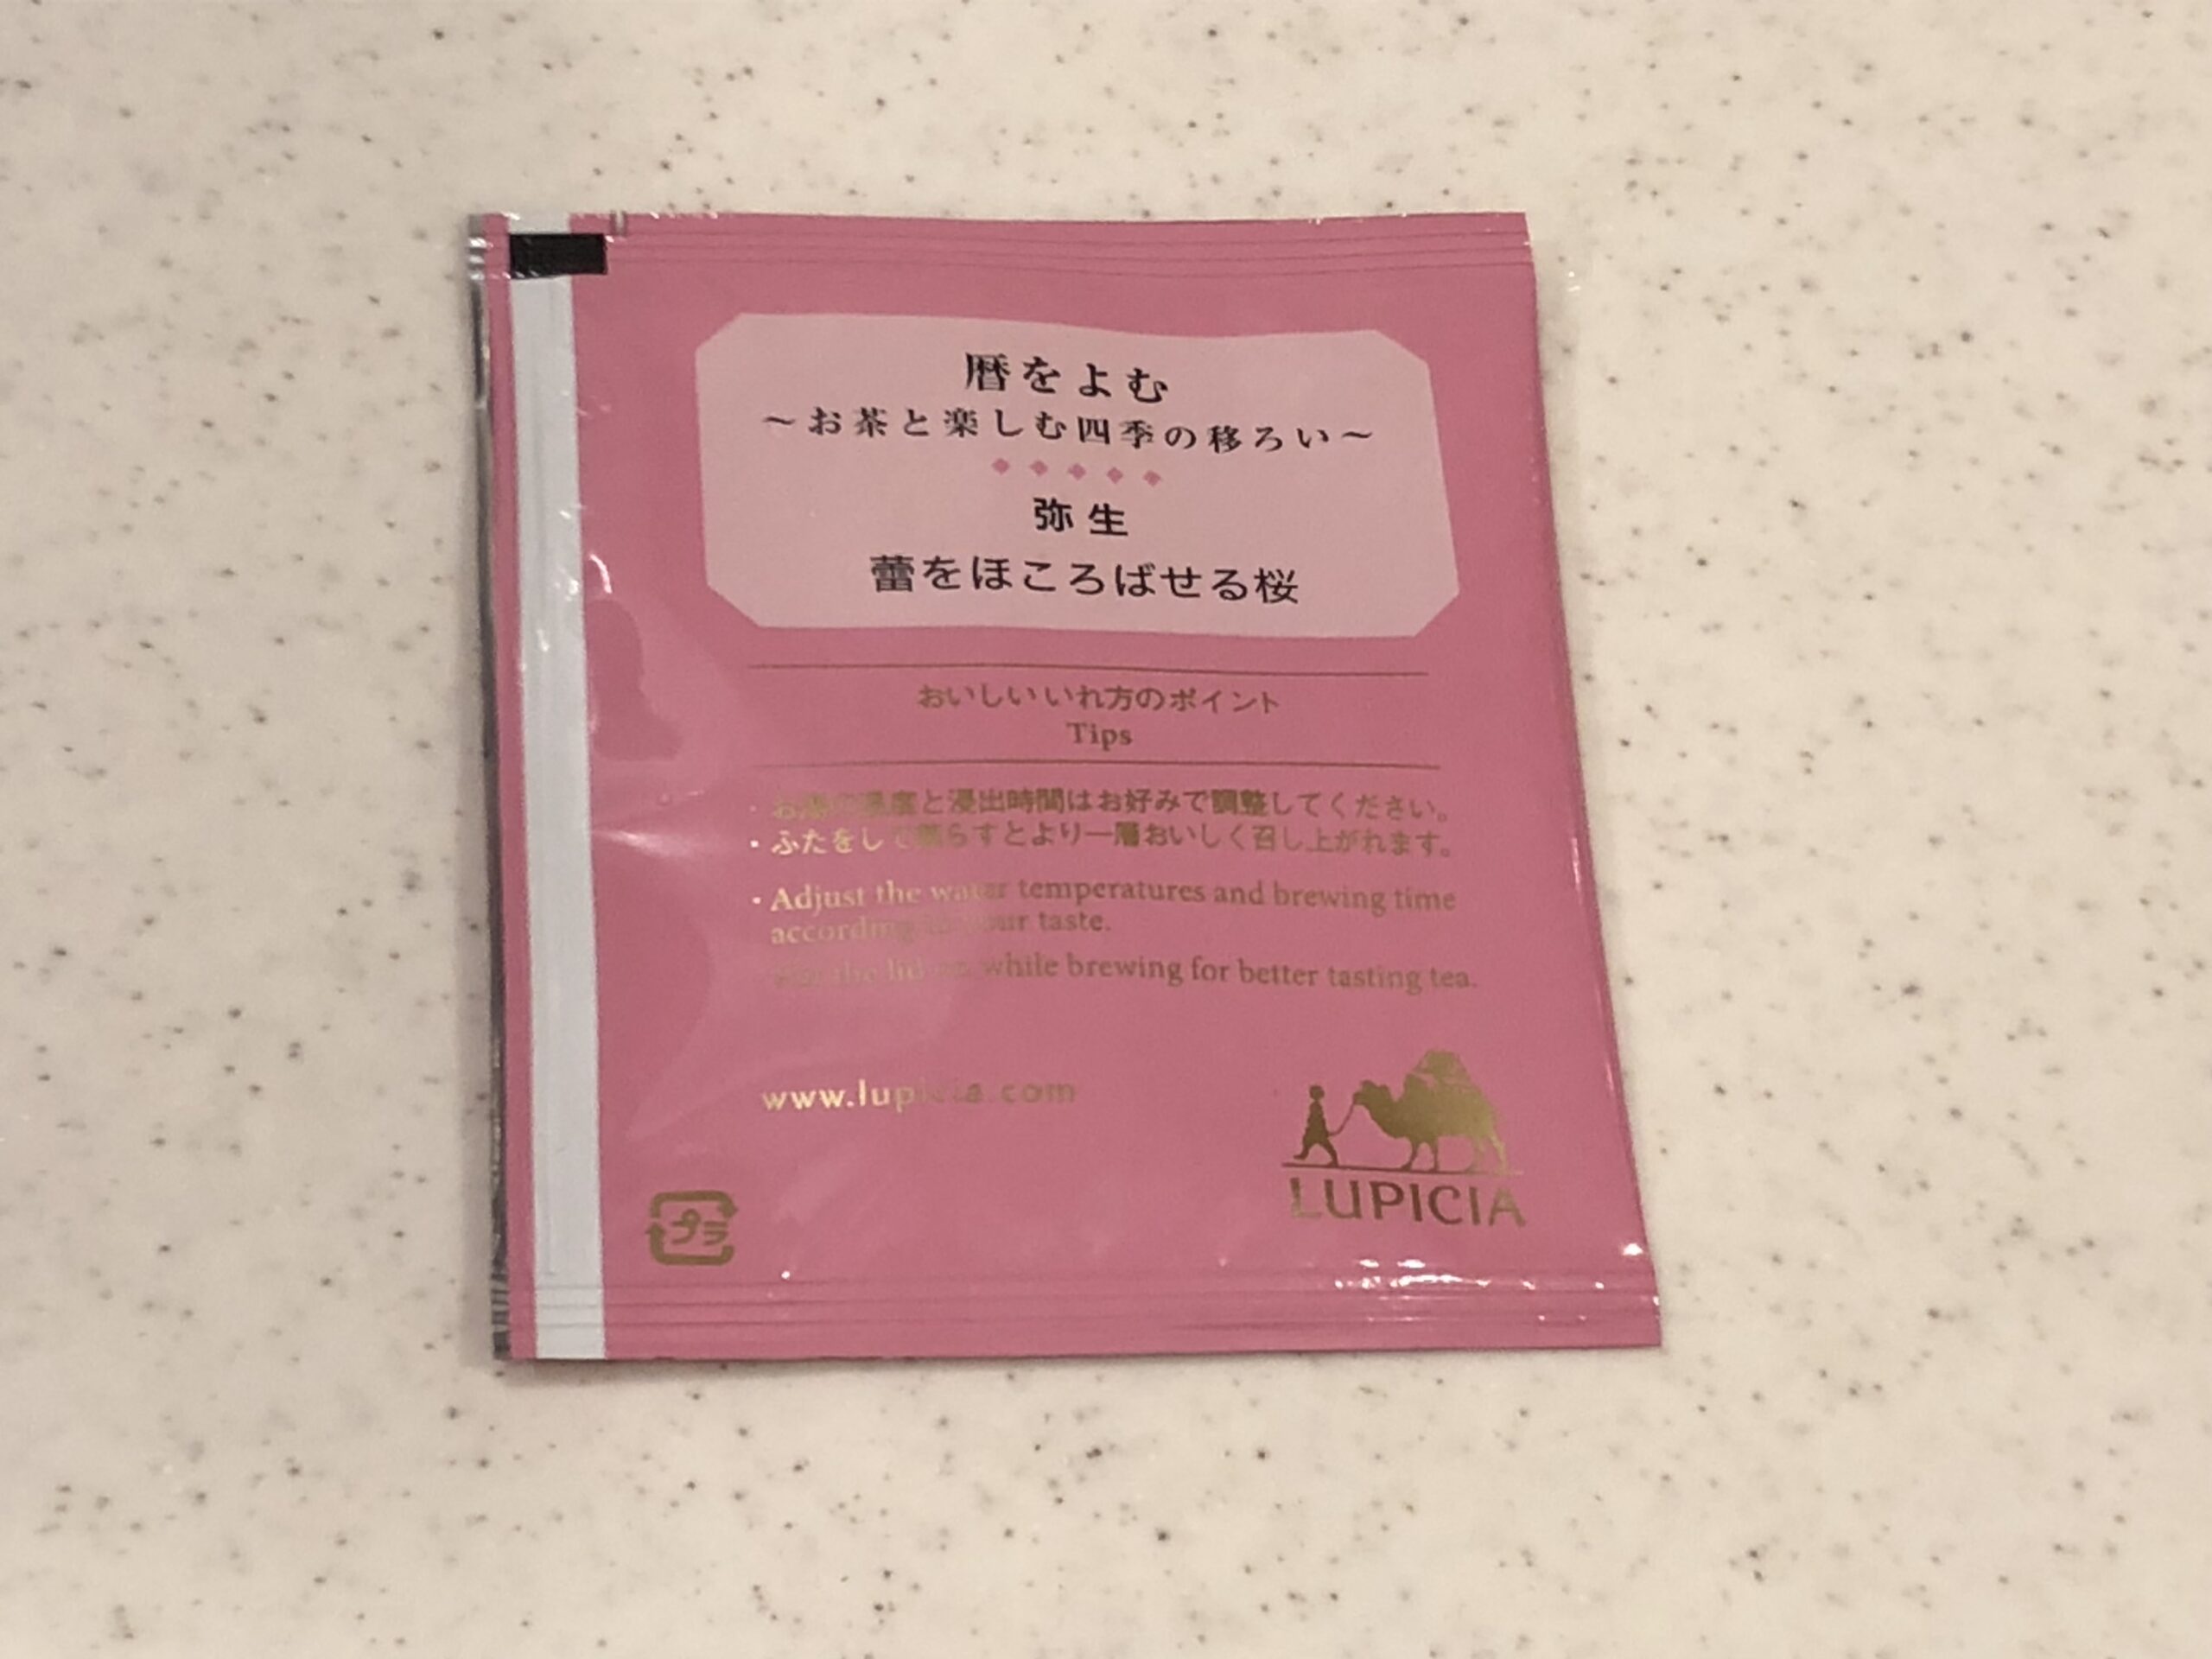 暦をよむ
～お茶と楽しむ四季の移ろい～
弥生
蕾をほころばせる桜
おいしいいれ方のポイント
Tips
・お湯の温度と浸出時間はお好みで調整してください。
・ふたをして蒸らすとより一層おいしく召し上がれます。
・Adjust the water temperatures and brewing time
according to your taste.
the lid on while brewing for better tasting tea.
www.lupicia.com
LUPICIA
プラ